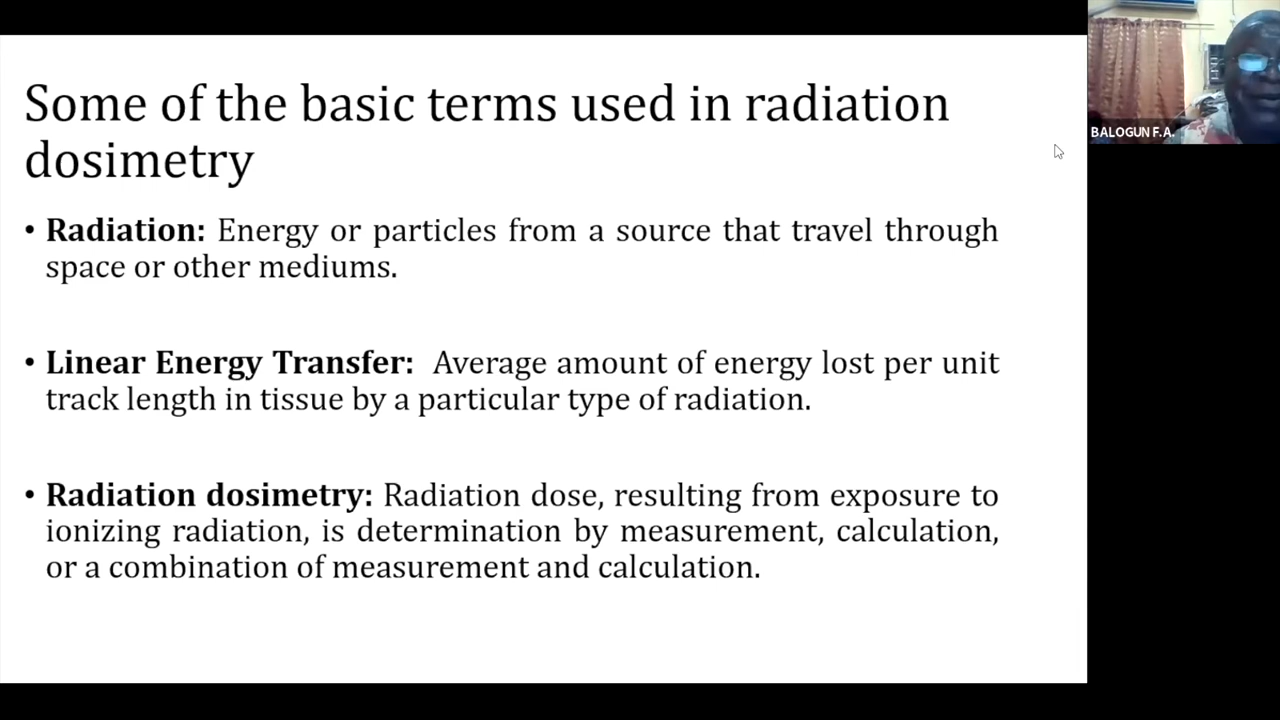 Some of the basic terms used in radiation
dosimetry
• Radiation: Energy or particles from a source that travel through
space or other mediums.
• Linear Energy Transfer: Average amount of energy lost per unit
track length in tissue by a particular type of radiation.
• Radiation dosimetry: Radiation dose, resulting from exposure to
ionizing radiation, is determination by measurement, calculation,
or a combination of measurement and calculation.
BALOGUN F.A.